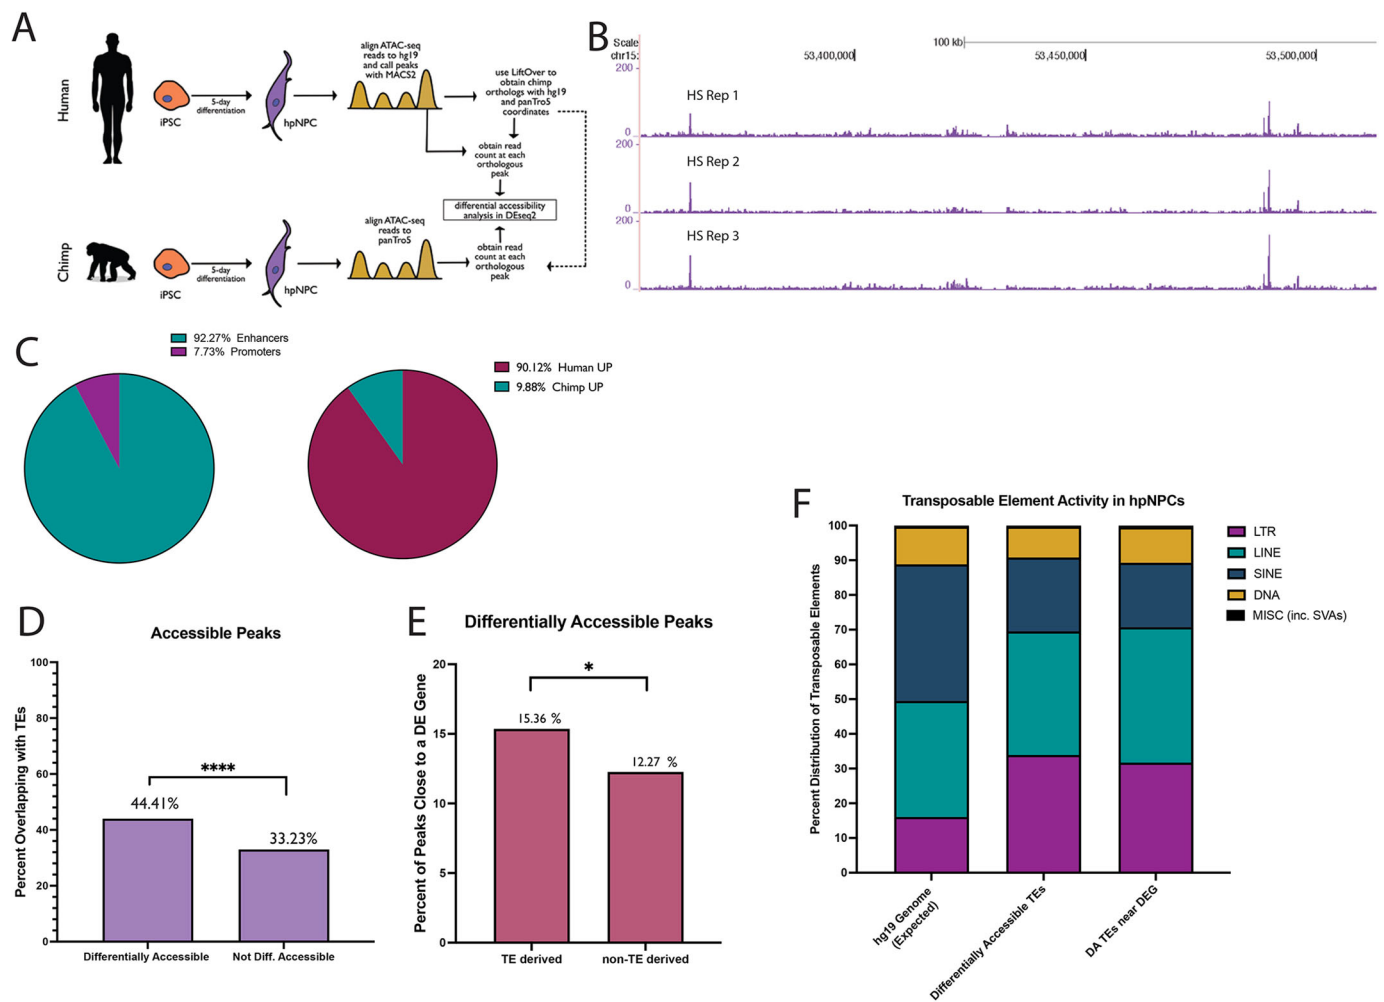 A
Human
iPSC
5-day
differentiation
hpNPC
align ATAC-seq
reads to hg19
and call peaks
with MACS2
use LiftOver to
obtain chimp
orthologs with hg19
and panTro5
coordinates
obtain read
count at each
orthologous
peak
differential accessibility
analysis in DEseq2
Chimp
iPSC
5-day
differentiation
hpNPC
align ATAC-seq
reads to
panTro5
obtain read
count at each
orthologous
peak
B
Scale
chr15:
100 kb
53,400,000
53,450,000
53,500,000
200
HS Rep 1
0
200
HS Rep 2
0
200
HS Rep 3
0
C
92.27% Enhancers
7.73% Promoters
90.12% Human UP
9.88% Chimp UP
D
Accessible Peaks
Percent Overlapping with TEs
100
80
60
40
20
0
****
44.41%
33.23%
Differentially Accessible
Not Diff. Accessible
E
Differentially Accessible Peaks
Percent of Peaks Close to a DE Gene
20
15
10
5
0
*
15.36 %
12.27 %
TE derived
non-TE derived
F
Transposable Element Activity in hpNPCs
Percent Distribution of Transposable Elements
100
90
80
70
60
50
40
30
20
10
0
hg19 Genome
(Expected)
Differentially Accessible TEs
DA TEs near DEG
LTR
LINE
SINE
DNA
MISC (inc. SVAs)